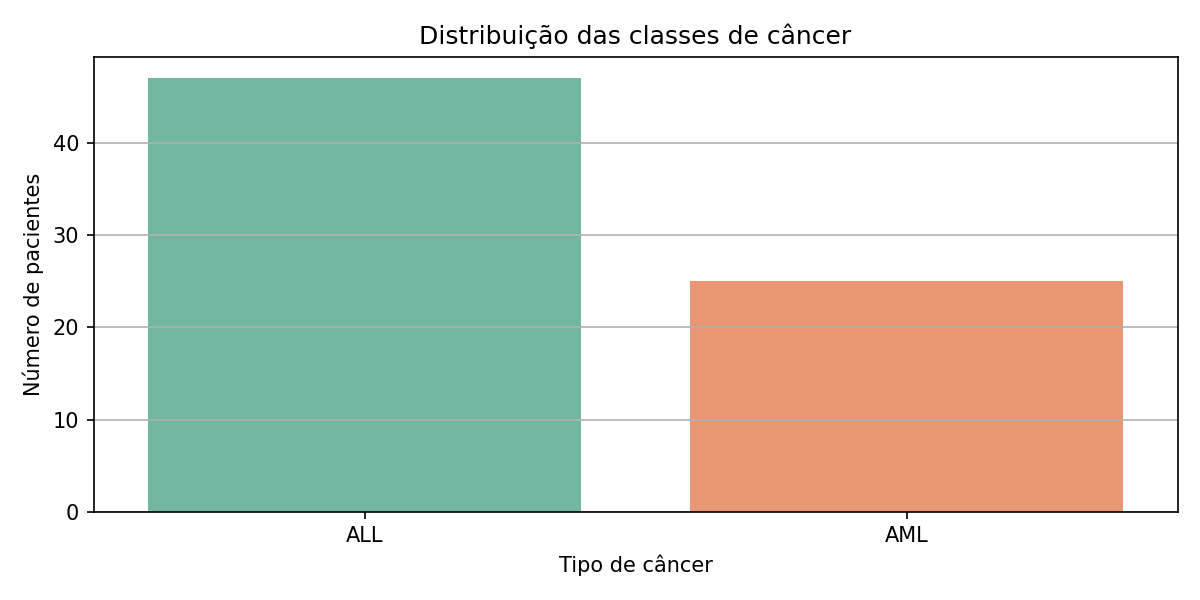 Distribuição das classes de câncer
Número de pacientes
40
30
20
10
0
ALL
AML
Tipo de câncer